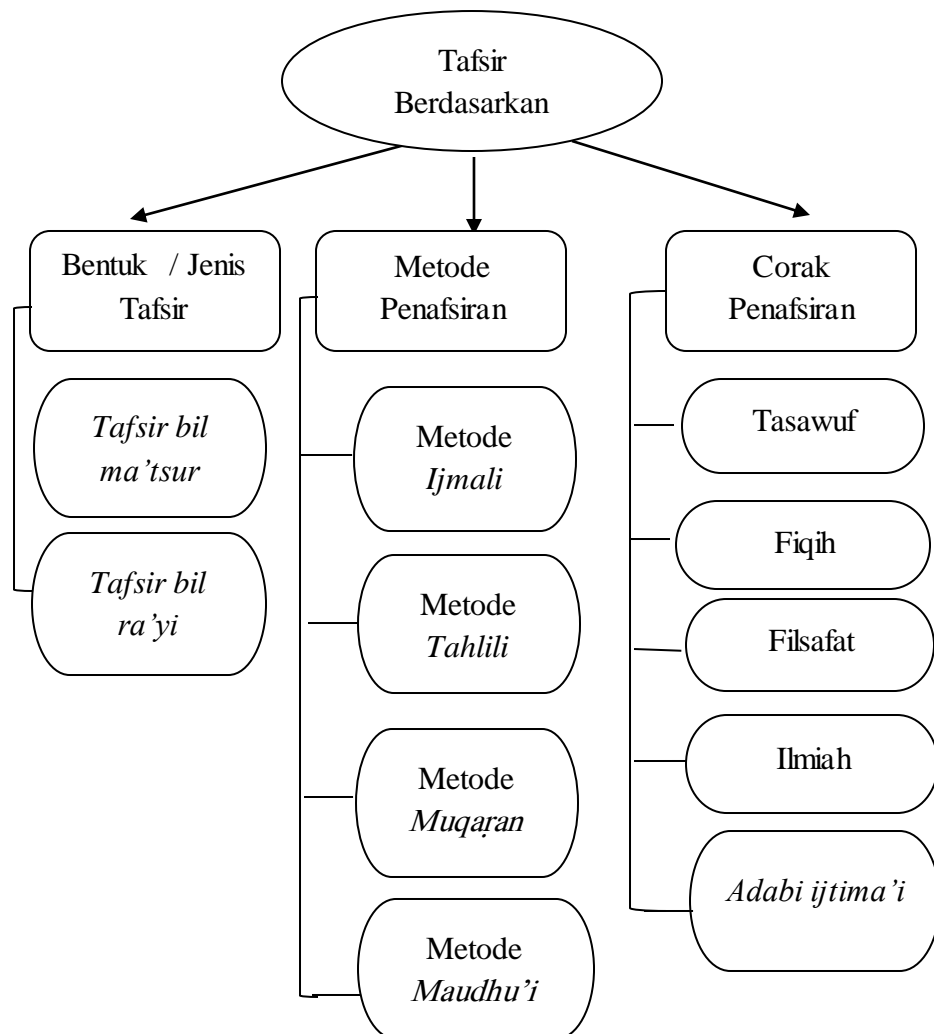 Tafsir
Berdasarkan
Bentuk / Jenis
Tafsir
Tafsir bil
ma’tsur
Tafsir bil
ra’yi
Metode
Penafsiran
Metode
Ijmali
Metode
Tahlili
Metode
Muqaṛan
Metode
Maudhu’i
Corak
Penafsiran
Tasawuf
Fiqih
Filsafat
Ilmiah
Adabi ijtima’i